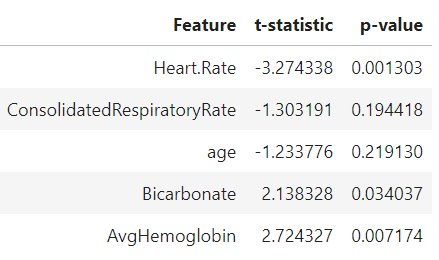 Feature t-statistic p-value
Heart.Rate -3.274338 0.001303
ConsolidatedRespiratoryRate -1.303191 0.194418
age -1.233776 0.219130
Bicarbonate 2.138328 0.034037
AvgHemoglobin 2.724327 0.007174